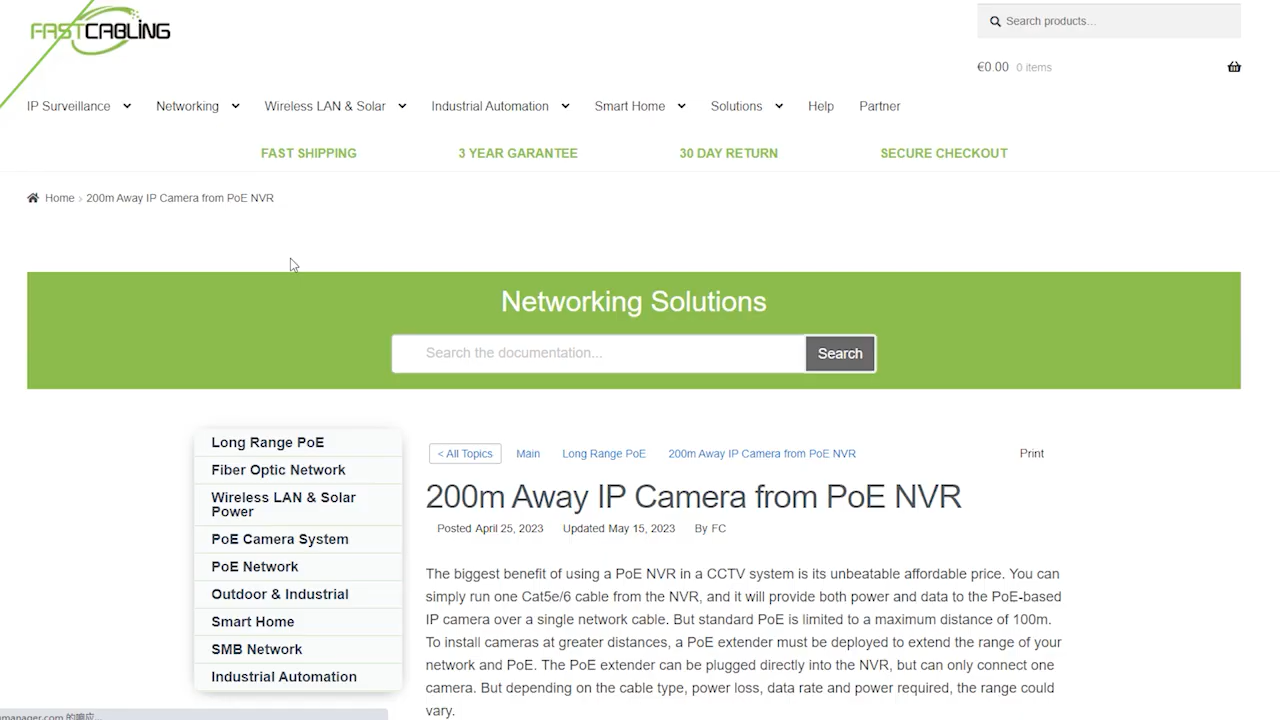 FASTCABLING
Search products…
€0.00 0 items
IP Surveillance Networking Wireless LAN & Solar Industrial Automation Smart Home Solutions Help Partner
FAST SHIPPING 3 YEAR GARANTEE 30 DAY RETURN SECURE CHECKOUT
Home › 200m Away IP Camera from PoE NVR
Networking Solutions
Search the documentation... Search
Long Range PoE
Fiber Optic Network
Wireless LAN & Solar
Power
PoE Camera System
PoE Network
Outdoor & Industrial
Smart Home
SMB Network
Industrial Automation
< All Topics Main Long Range PoE 200m Away IP Camera from PoE NVR Print
200m Away IP Camera from PoE NVR
Posted April 25, 2023 Updated May 15, 2023 By FC
The biggest benefit of using a PoE NVR in a CCTV system is its unbeatable affordable price. You can
simply run one Cat5e/6 cable from the NVR, and it will provide both power and data to the PoE-based
IP camera over a single network cable. But standard PoE is limited to a maximum distance of 100m.
To install cameras at greater distances, a PoE extender must be deployed to extend the range of your
network and PoE. The PoE extender can be plugged directly into the NVR, but can only connect one
camera. But depending on the cable type, power loss, data rate and power required, the range could
vary.